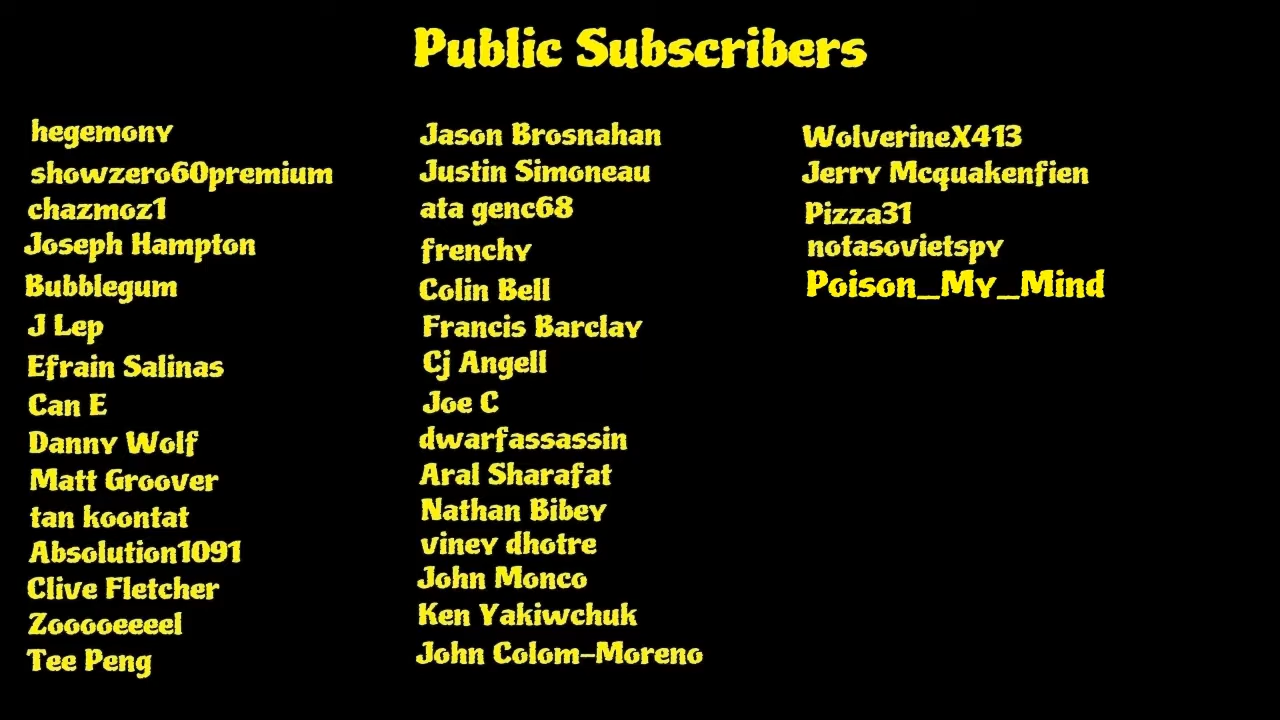 Public Subscribers
hegemony
showzero60premium
chazmoz1
Joseph Hampton
Bubblegum
J Lep
Efrain Salinas
Can E
Danny Wolf
Matt Groover
tan koontat
Absolution1091
Clive Fletcher
Zooooeeeel
Tee Peng
Jason Brosnahan
Justin Simoneau
ata genc68
frenchy
Colin Bell
Francis Barclay
Cj Angell
Joe C
dwarfassassin
Aral Sharafat
Nathan Bibey
viney dhotre
John Monco
Ken Yakiwchuk
John Colom-Moreno
WolverineX413
Jerry Mcquakenfien
Pizza31
notasovietspy
Poison_My_Mind